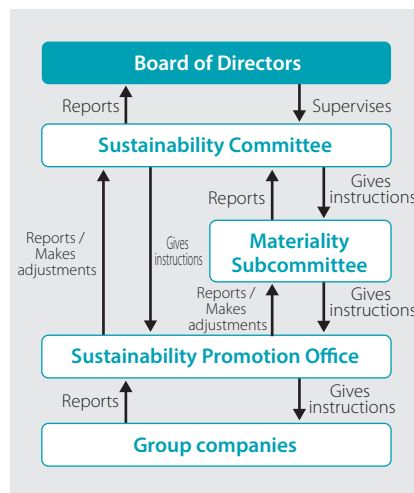 Board of Directors
Reports
Supervises
Sustainability Committee
Reports
Gives
instructions
Reports /
Makes
adjustments
Gives
instructions
Materiality
Subcommittee
Reports /
Makes
adjustments
Gives
instructions
Sustainability Promotion Office
Reports
Gives
instructions
Group companies